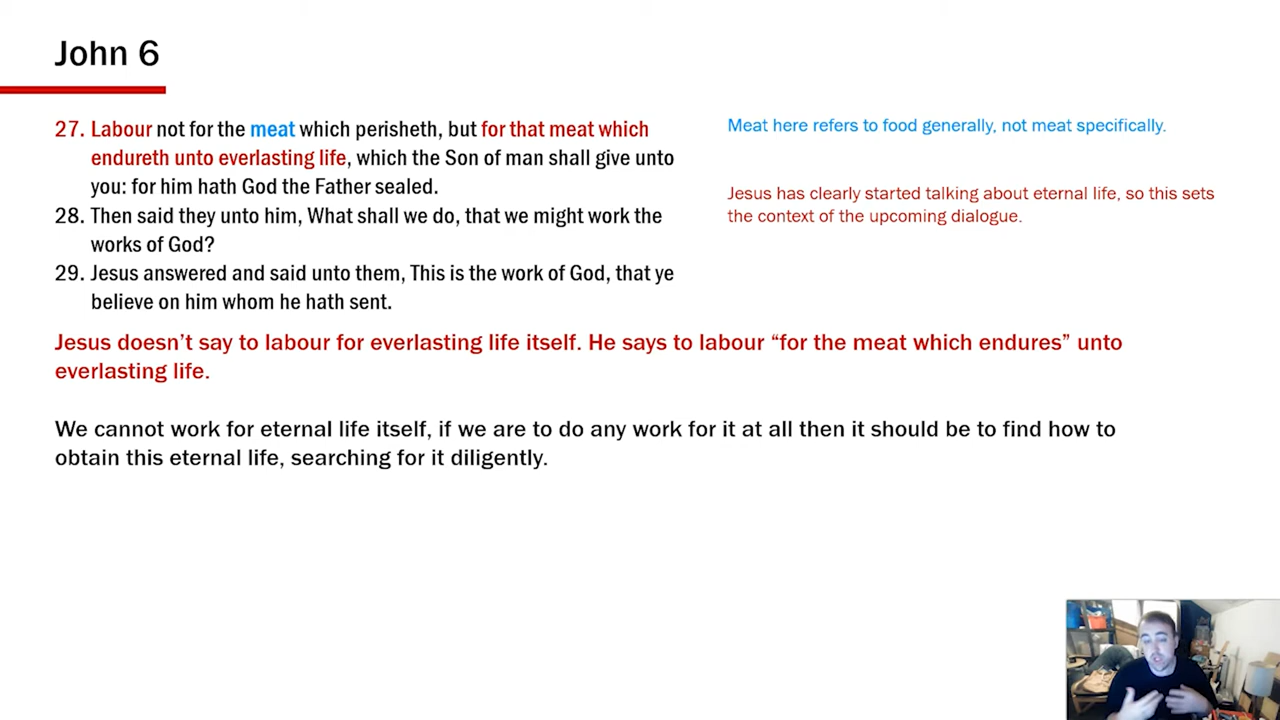 John 6
27. Labour not for the meat which perisheth, but for that meat which
endureth unto everlasting life, which the Son of man shall give unto
you: for him hath God the Father sealed.
28. Then said they unto him, What shall we do, that we might work the
works of God?
29. Jesus answered and said unto them, This is the work of God, that ye
believe on him whom he hath sent.
Meat here refers to food generally, not meat specifically.
Jesus has clearly started talking about eternal life, so this sets
the context of the upcoming dialogue.
Jesus doesn’t say to labour for everlasting life itself. He says to labour “for the meat which endures” unto
everlasting life.
We cannot work for eternal life itself, if we are to do any work for it at all then it should be to find how to
obtain this eternal life, searching for it diligently.